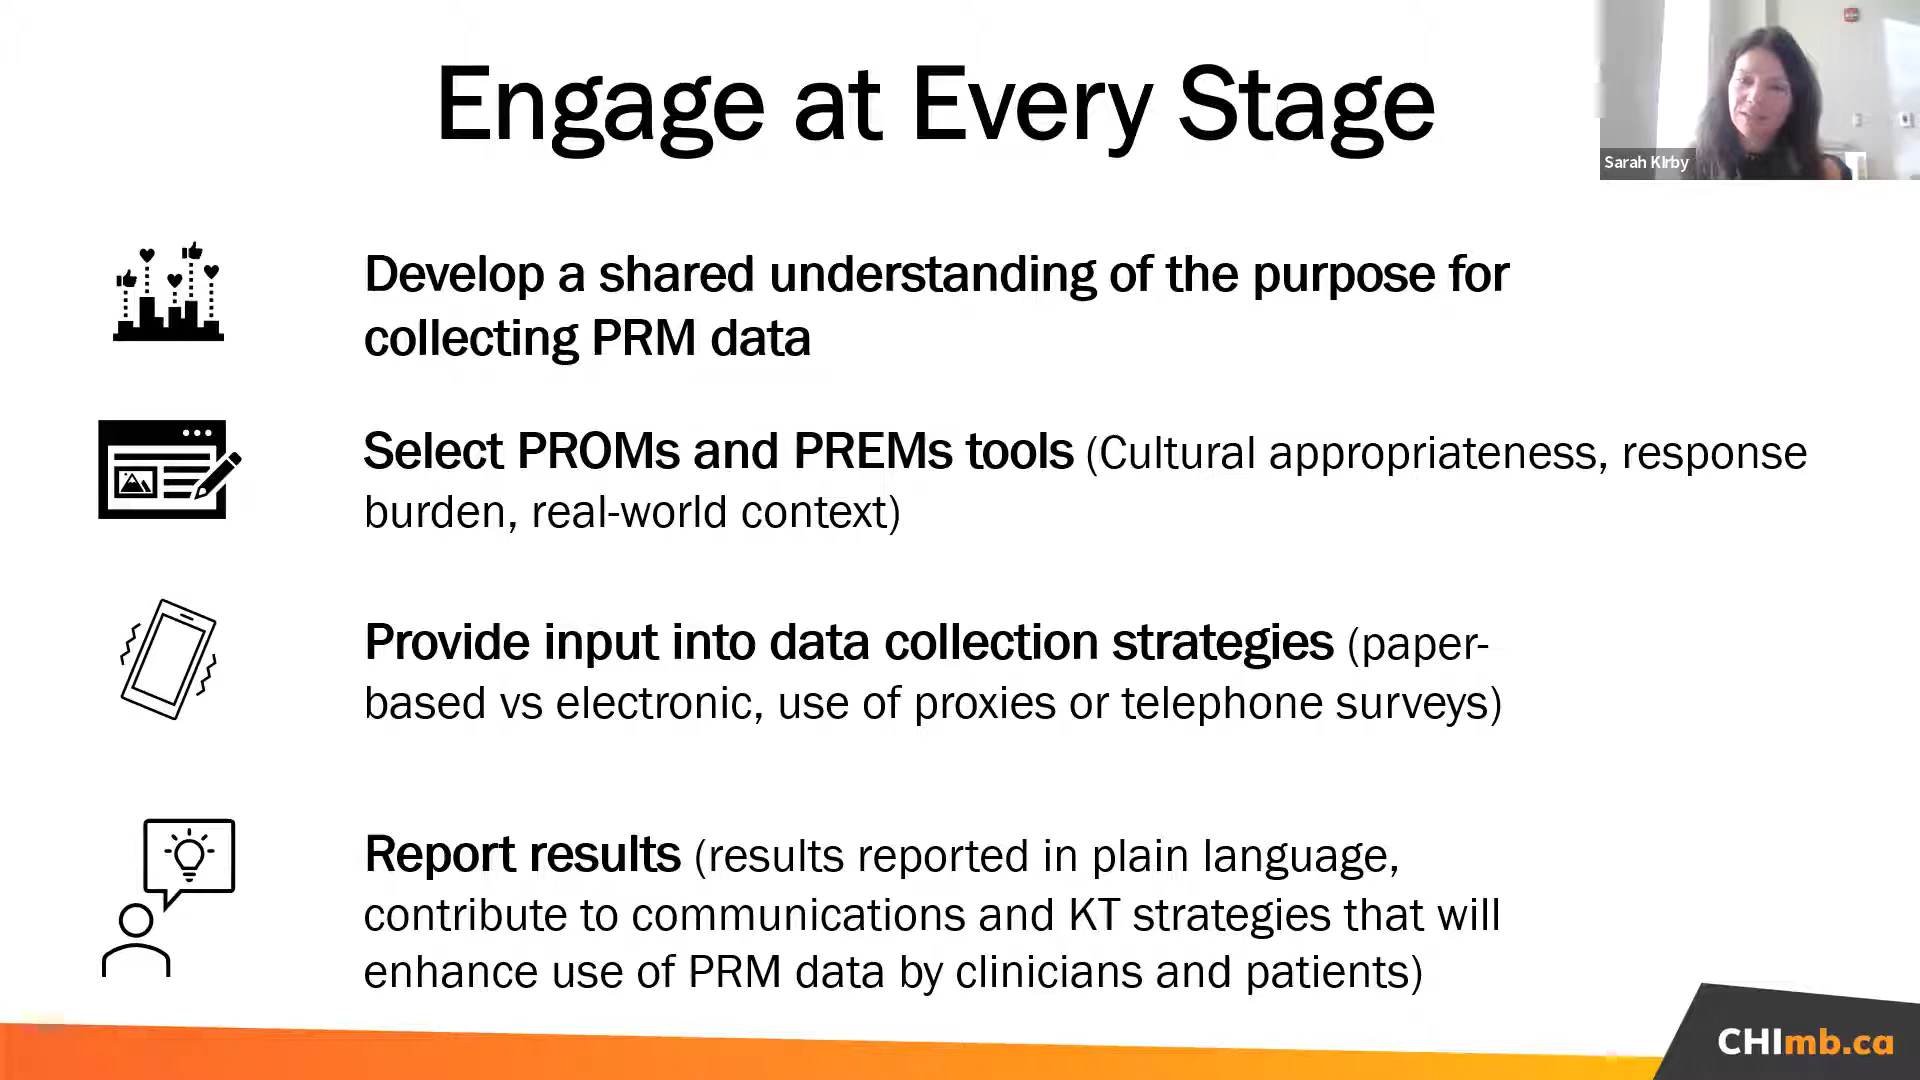 Engage at Every Stage
Sarah Kirby
Develop a shared understanding of the purpose for
collecting PRM data
Select PROMs and PREMs tools (Cultural appropriateness, response
burden, real-world context)
Provide input into data collection strategies (paper-
based vs electronic, use of proxies or telephone surveys)
Report results (results reported in plain language,
contribute to communications and KT strategies that will
enhance use of PRM data by clinicians and patients)
CHImb.ca